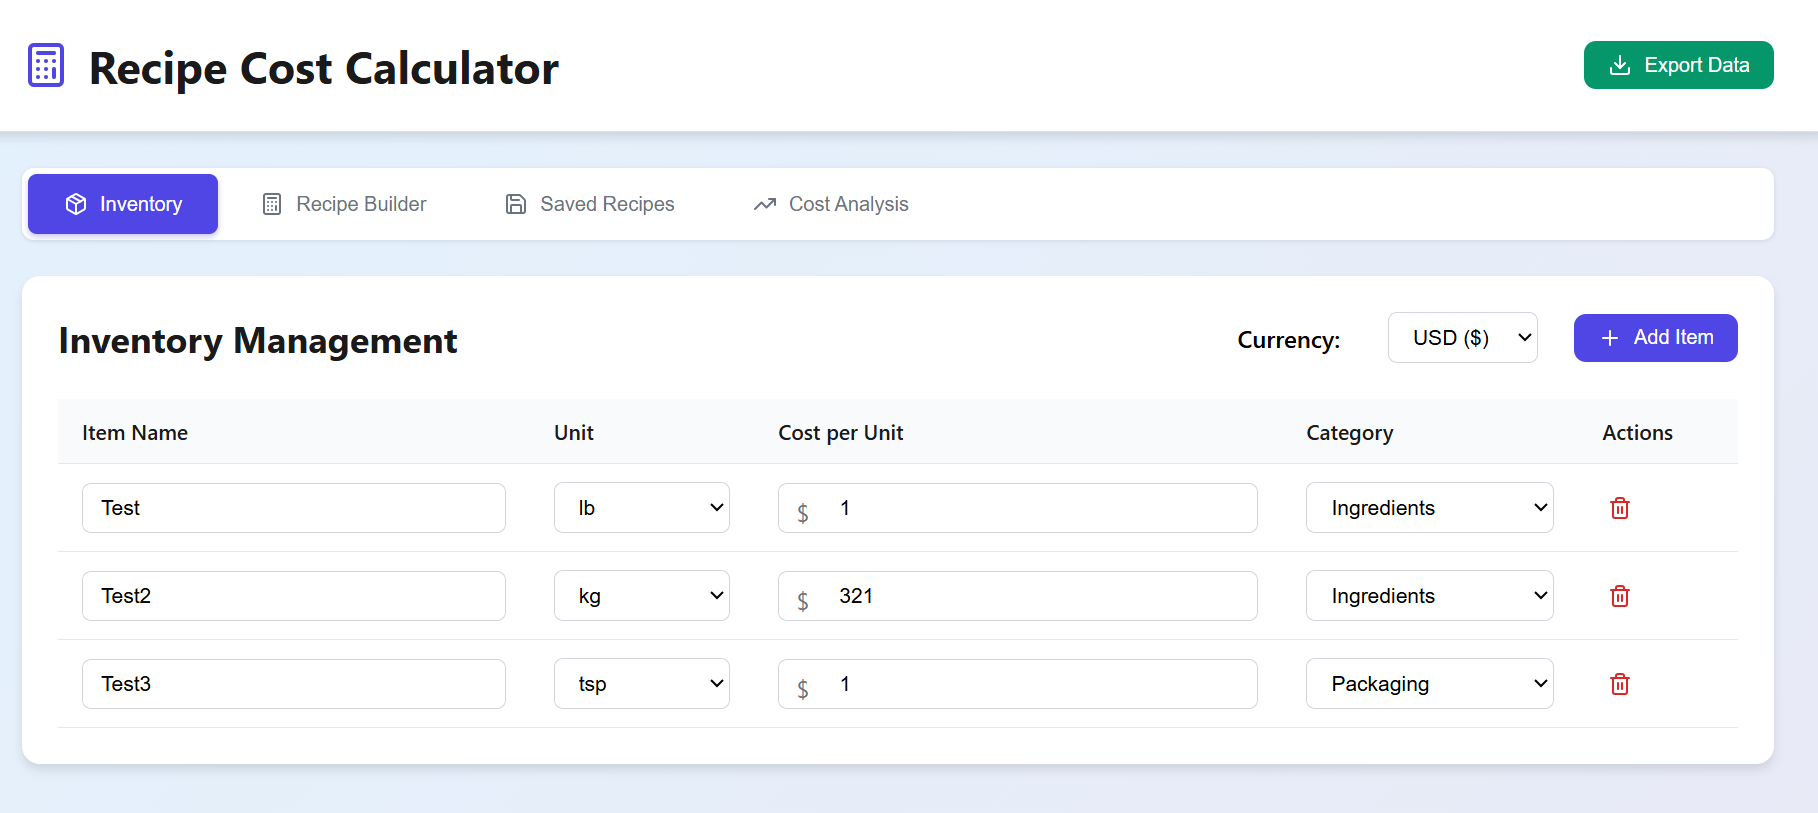 Recipe Cost Calculator
Export Data
Inventory
Recipe Builder
Saved Recipes
Cost Analysis
Inventory Management
Currency:
USD ($)
Add Item
Item Name Unit Cost per Unit Category Actions
Test lb $ 1 Ingredients
Test2 kg $ 321 Ingredients
Test3 tsp $ 1 Packaging